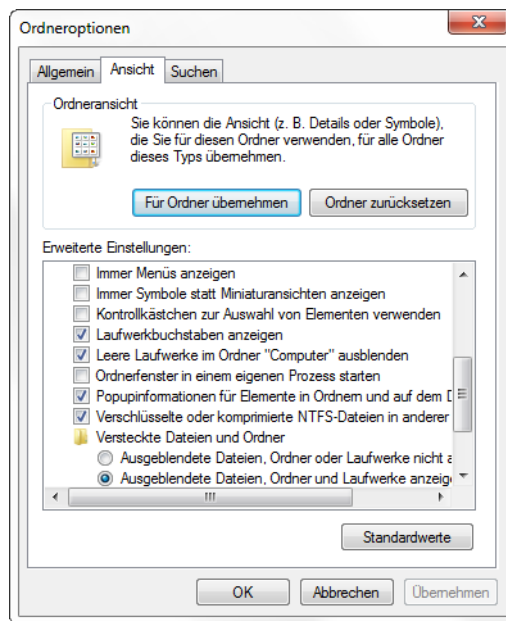 Ordneroptionen
Allgemein Ansicht Suchen
Ordneransicht
Sie können die Ansicht (z. B. Details oder Symbole),
die Sie für diesen Ordner verwenden, für alle Ordner
dieses Typs übernehmen.
Für Ordner übernehmen Ordner zurücksetzen
Erweiterte Einstellungen:
Immer Menüs anzeigen
Immer Symbole statt Miniaturansichten anzeigen
Kontrollkästchen zur Auswahl von Elementen verwenden
Laufwerkbuchstaben anzeigen
Leere Laufwerke im Ordner "Computer" ausblenden
Ordnerfenster in einem eigenen Prozess starten
Popupinformationen für Elemente in Ordnern und auf dem
Verschlüsselte oder komprimierte NTFS-Dateien in anderer
Versteckte Dateien und Ordner
Ausgeblendete Dateien, Ordner oder Laufwerke nicht
Ausgeblendete Dateien, Ordner und Laufwerke anzeig
Standardwerte
OK Abbrechen Übernehmen